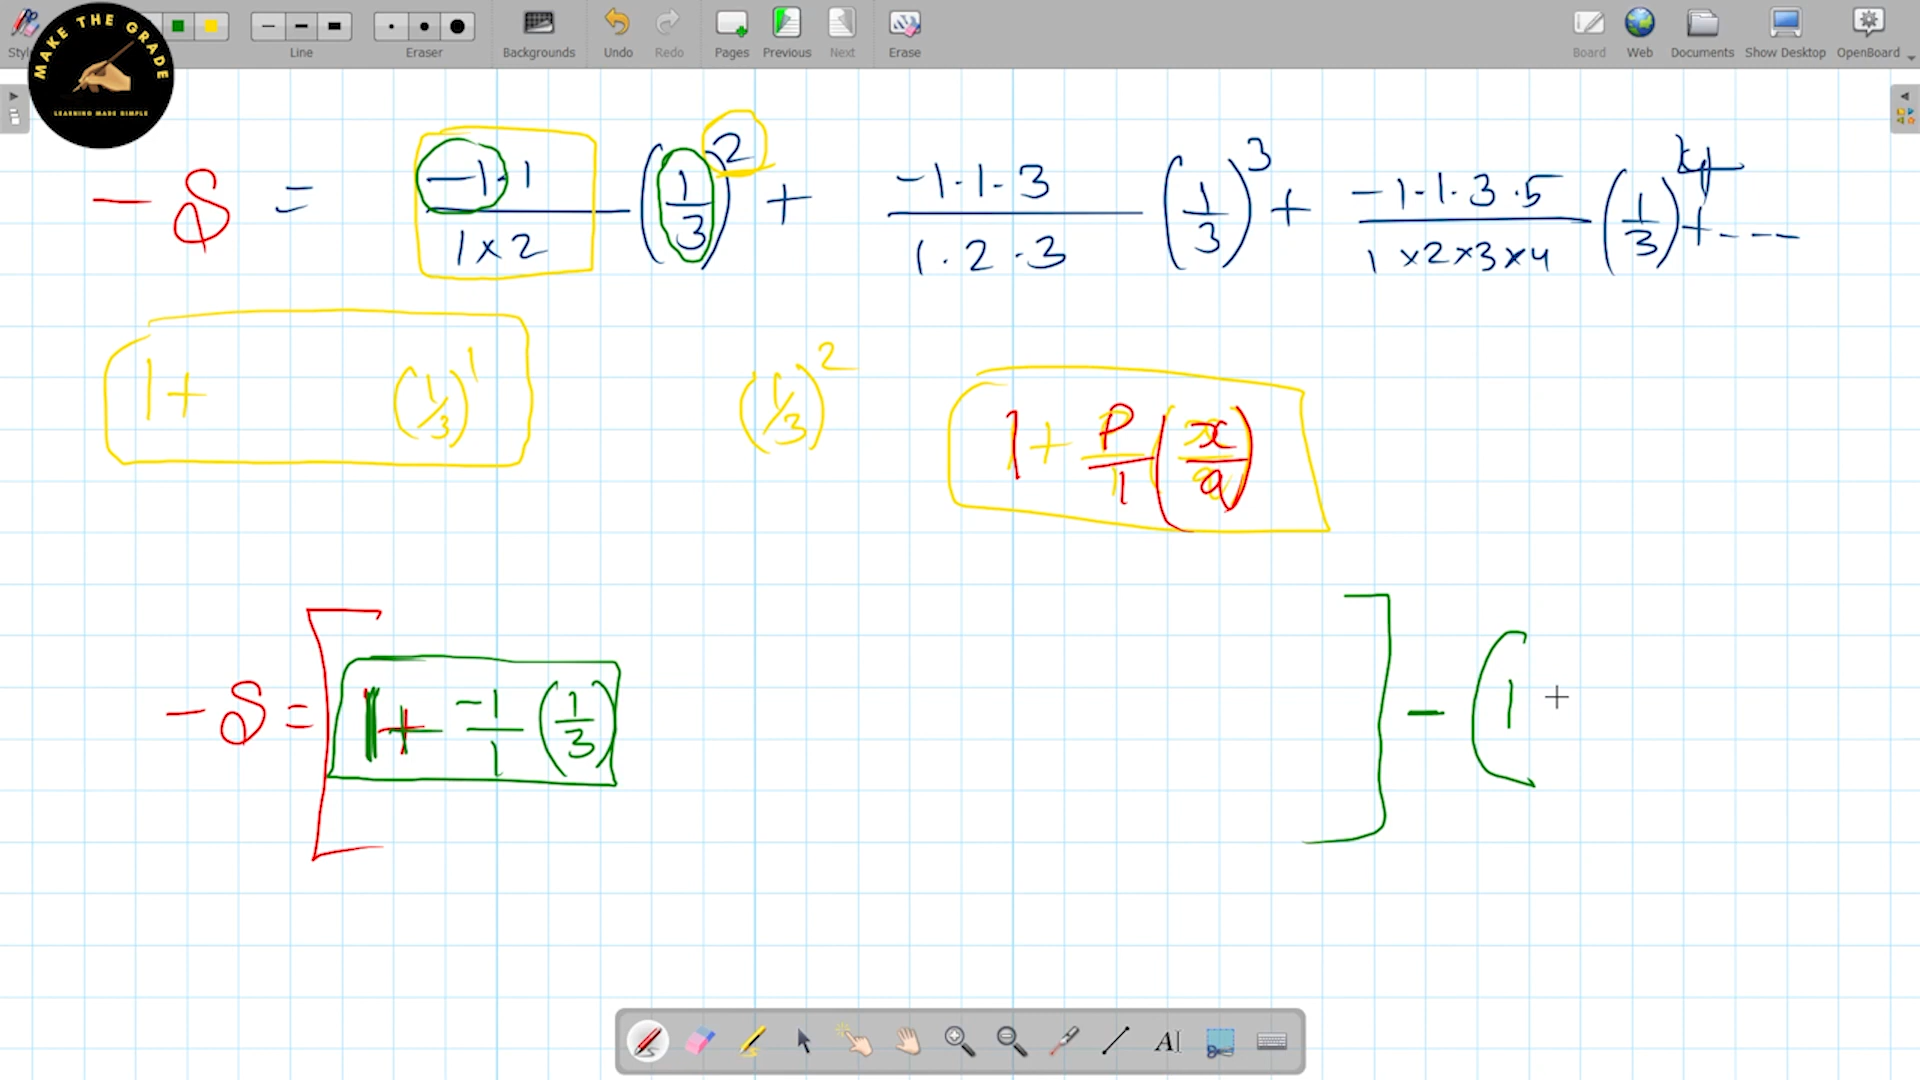 Line
Eraser
Backgrounds
Undo
Redo
Pages
Previous
Next
Erase
Board
Web
Documents
Show Desktop
OpenBoard
MAKE THE GRADE
LEARNING MADE SIMPLE
-S = (-1·1)/(1×2) (1/3)^2 + (-1·1·3)/(1·2·3) (1/3)^3 + (-1·1·3·5)/(1×2×3×4) (1/3)^4 + ---
1+ (1/3)^1 (1/3)^2 1+ P/1 (x/q)
-S = [1 + -1/1 (1/3) ] - (1